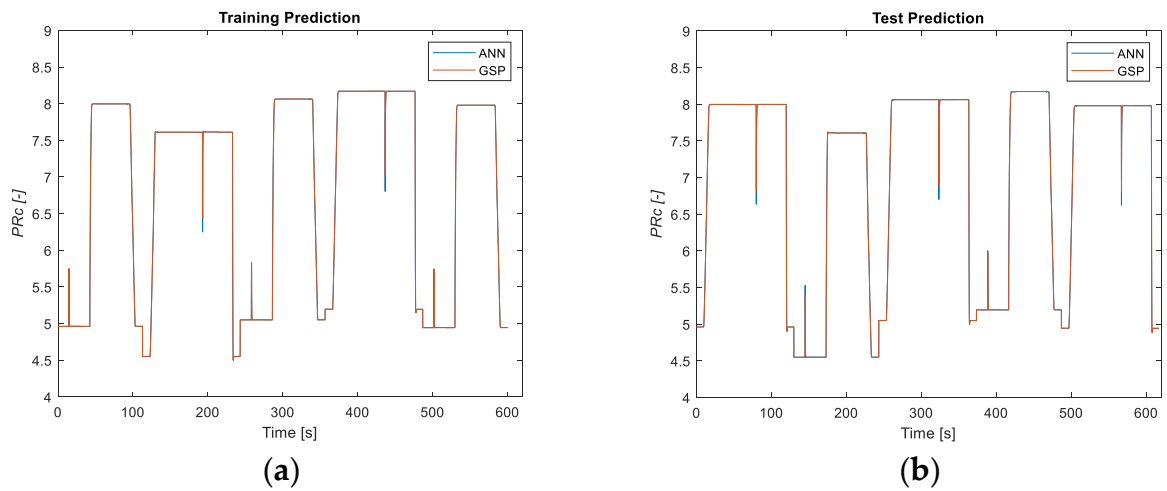 Training Prediction
9
8.5
8
7.5
7
6.5
6
5.5
5
4.5
4
PRc [-]
0 100 200 300 400 500 600
Time [s]
ANN
GSP
(a)
Test Prediction
9
8.5
8
7.5
7
6.5
6
5.5
5
4.5
4
PRc [-]
0 100 200 300 400 500 600
Time [s]
ANN
GSP
(b)